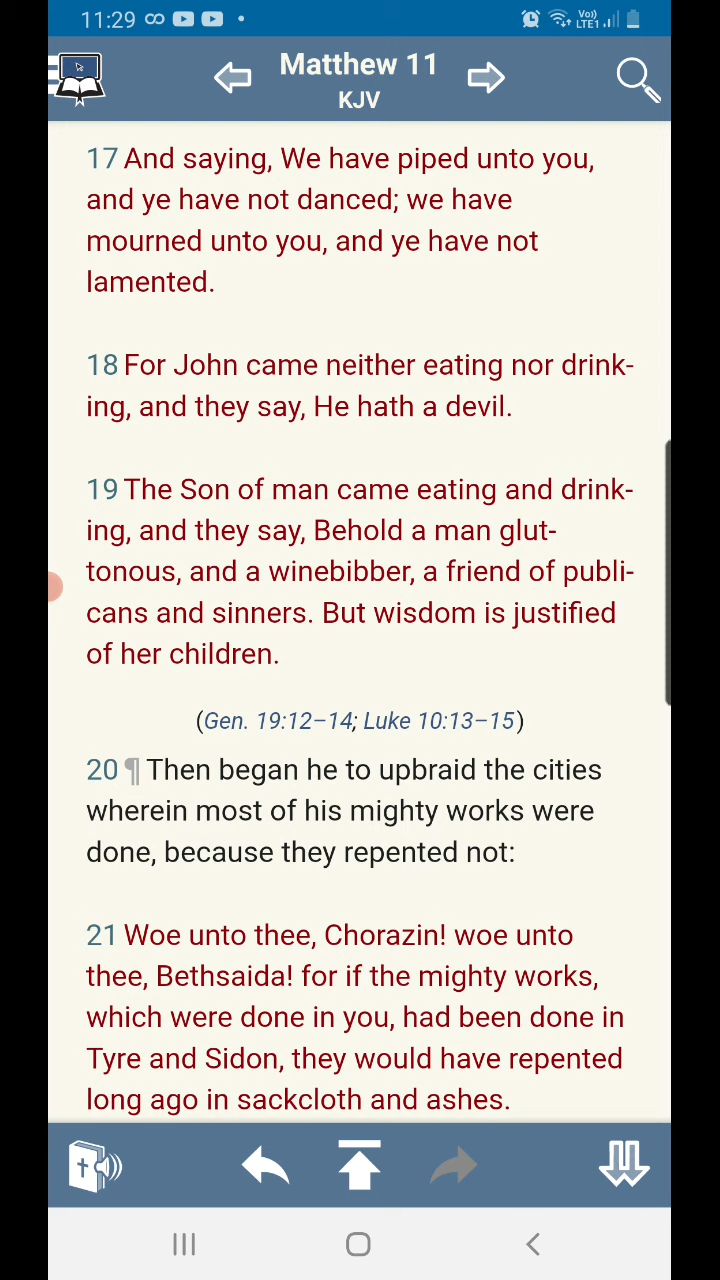 11:29
Vo))
LTE1
Matthew 11
KJV
17 And saying, We have piped unto you,
and ye have not danced; we have
mourned unto you, and ye have not
lamented.
18 For John came neither eating nor drink-
ing, and they say, He hath a devil.
19 The Son of man came eating and drink-
ing, and they say, Behold a man glut-
tonous, and a winebibber, a friend of publi-
cans and sinners. But wisdom is justified
of her children.
(Gen. 19:12–14; Luke 10:13–15)
20 ¶ Then began he to upbraid the cities
wherein most of his mighty works were
done, because they repented not:
21 Woe unto thee, Chorazin! woe unto
thee, Bethsaida! for if the mighty works,
which were done in you, had been done in
Tyre and Sidon, they would have repented
long ago in sackcloth and ashes.